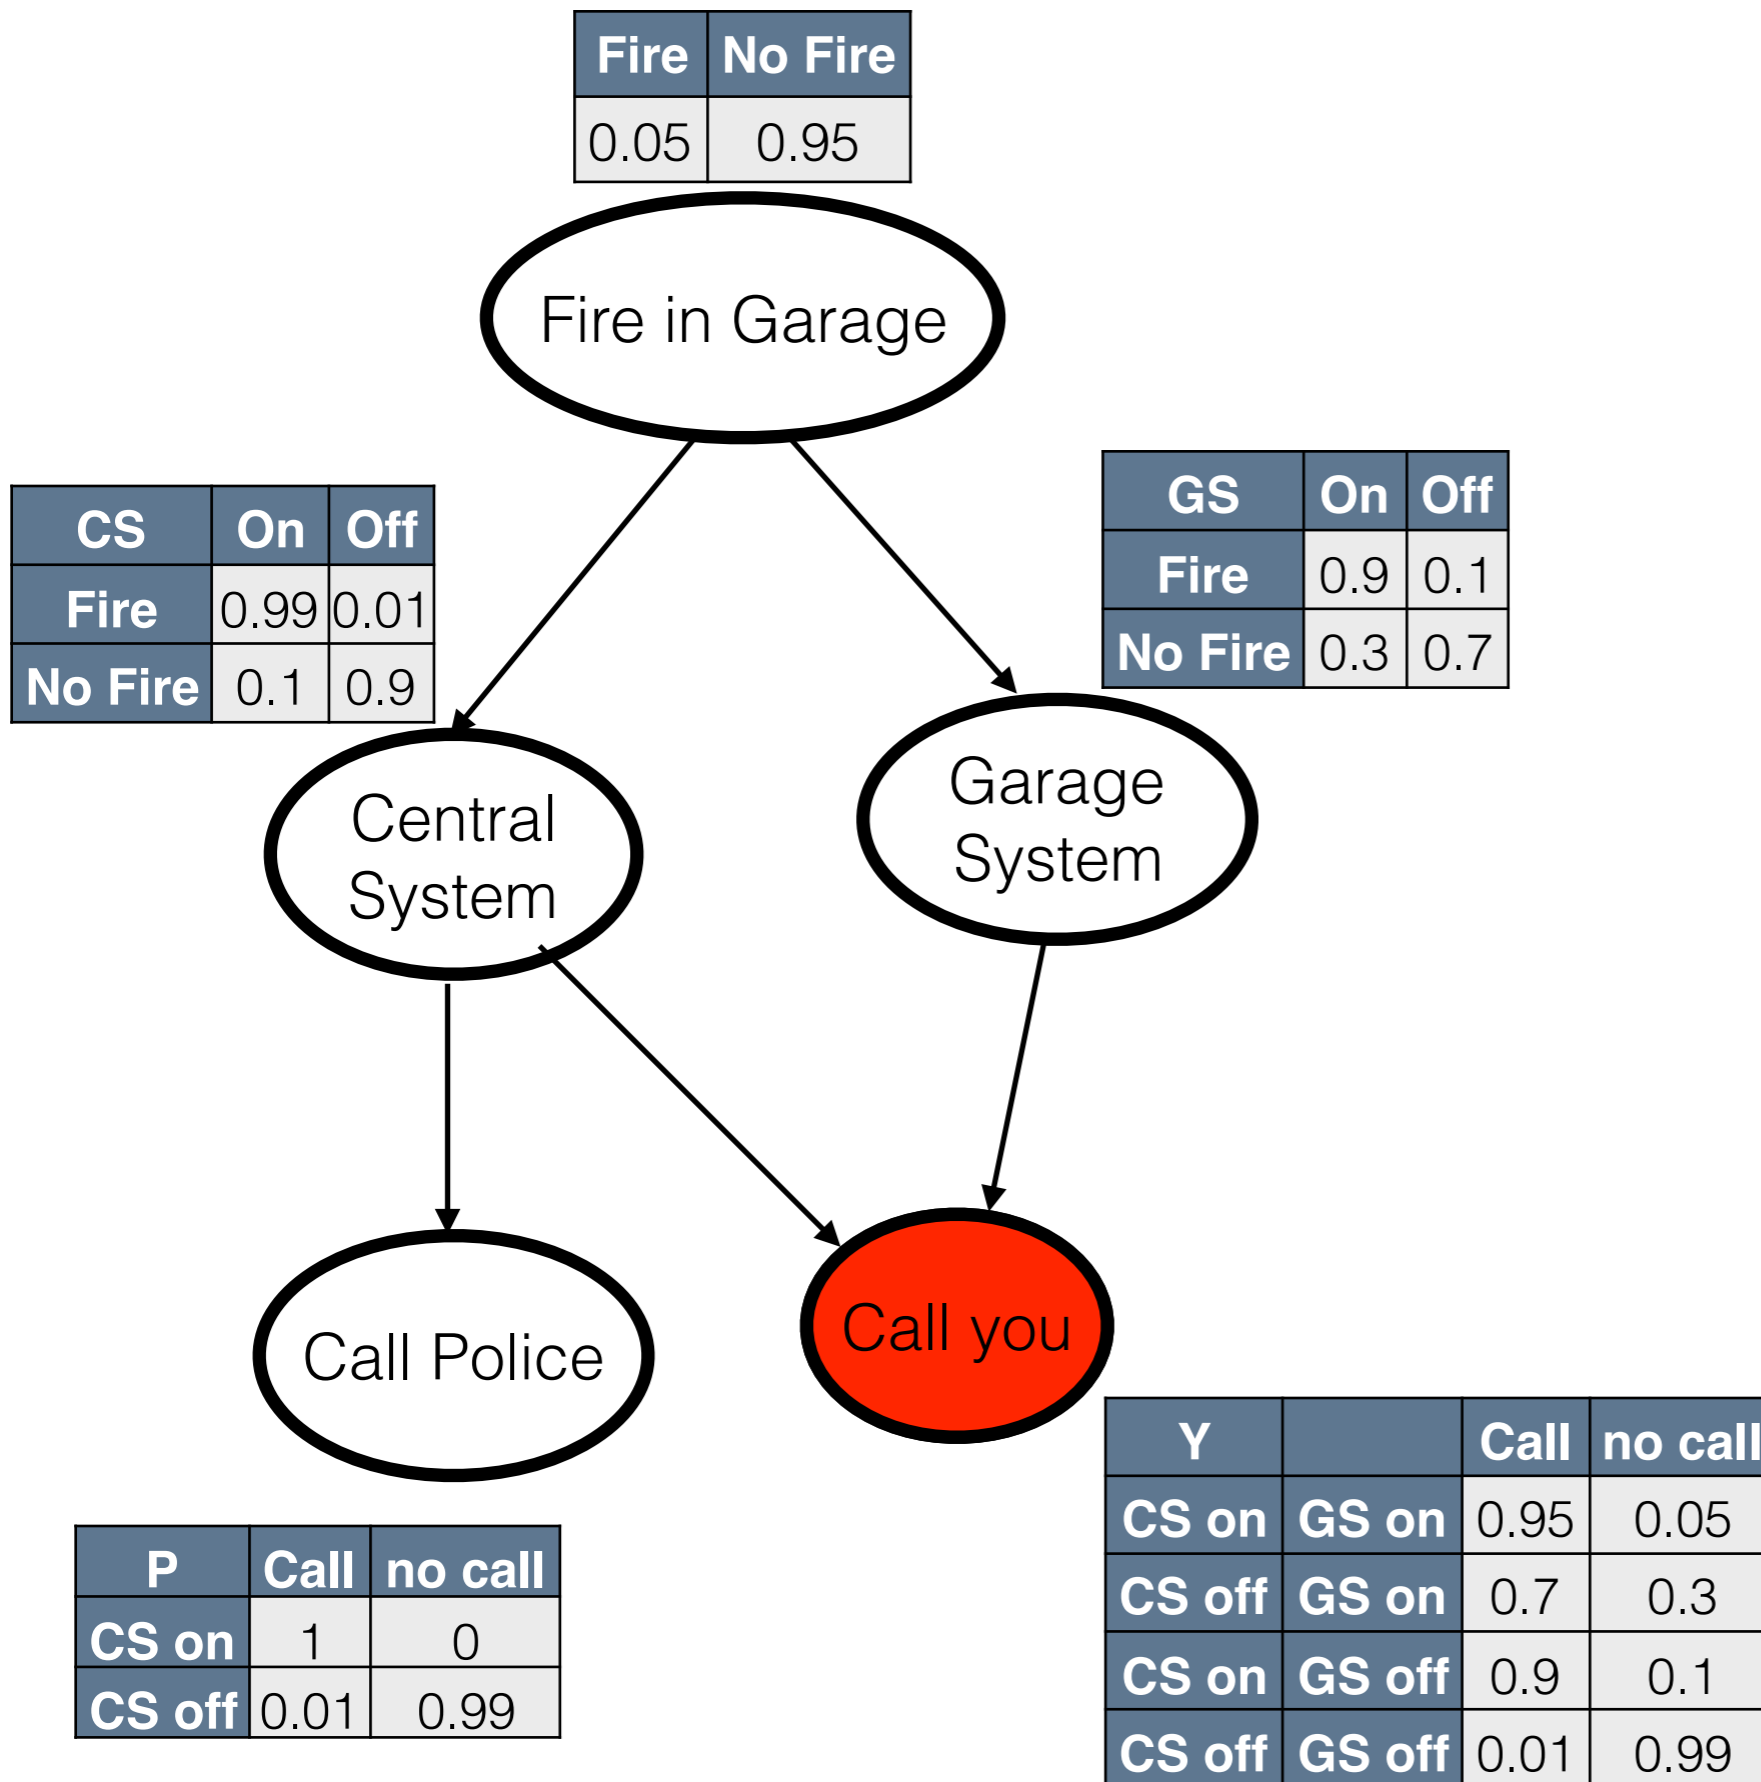 Fire No Fire
0.05 0.95
Fire in Garage
CS On Off
Fire 0.99 0.01
No Fire 0.1 0.9
GS On Off
Fire 0.9 0.1
No Fire 0.3 0.7
Central
System
Garage
System
Call Police
Call you
P Call no call
CS on 1 0
CS off 0.01 0.99
Y Call no call
CS on GS on 0.95 0.05
CS off GS on 0.7 0.3
CS on GS off 0.9 0.1
CS off GS off 0.01 0.99